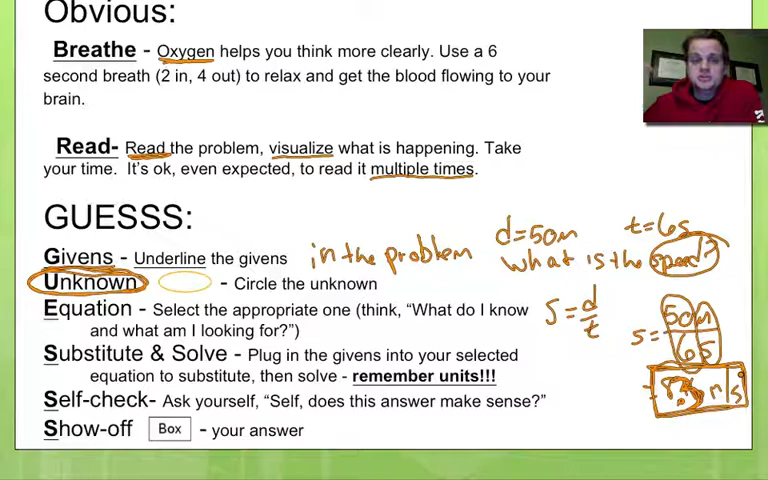 Obvious:
Breathe - Oxygen helps you think more clearly. Use a 6
second breath (2 in, 4 out) to relax and get the blood flowing to your
brain.
Read- Read the problem, visualize what is happening. Take
your time. It's ok, even expected, to read it multiple times.
GUESSS:
d=50m t=6s
Givens - Underline the givens in the problem
what is the speed?
Unknown - Circle the unknown
Equation - Select the appropriate one (think, "What do I know
and what am I looking for?")
s = d/t
s = 50m
6s
Substitute & Solve - Plug in the givens into your selected
equation to substitute, then solve - remember units!!!
m/s
Self-check- Ask yourself, "Self, does this answer make sense?"
Show-off Box - your answer